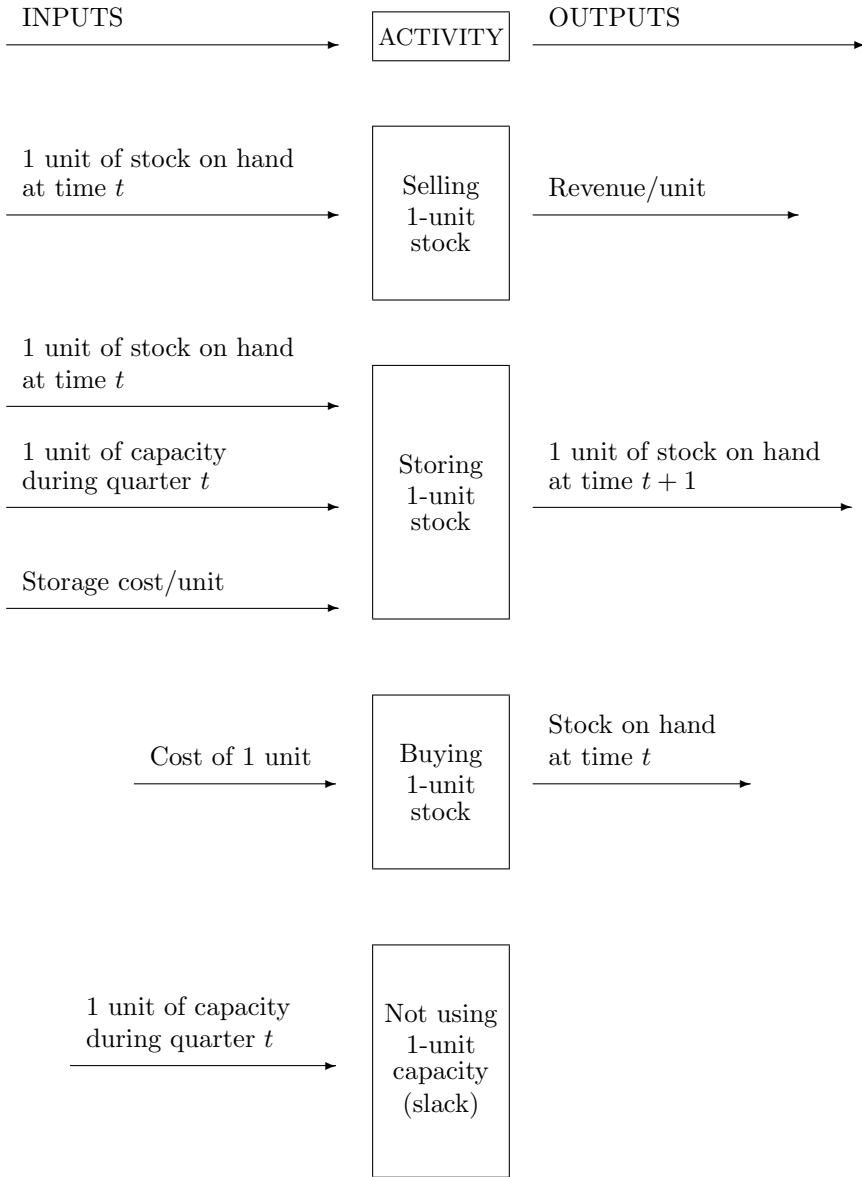 INPUTS
ACTIVITY
OUTPUTS
1 unit of stock on hand
at time t
Selling
1-unit
stock
Revenue/unit
1 unit of stock on hand
at time t
1 unit of capacity
during quarter t
Storage cost/unit
Storing
1-unit
stock
1 unit of stock on hand
at time t + 1
Cost of 1 unit
Buying
1-unit
stock
Stock on hand
at time t
1 unit of capacity
during quarter t
Not using
1-unit
capacity
(slack)